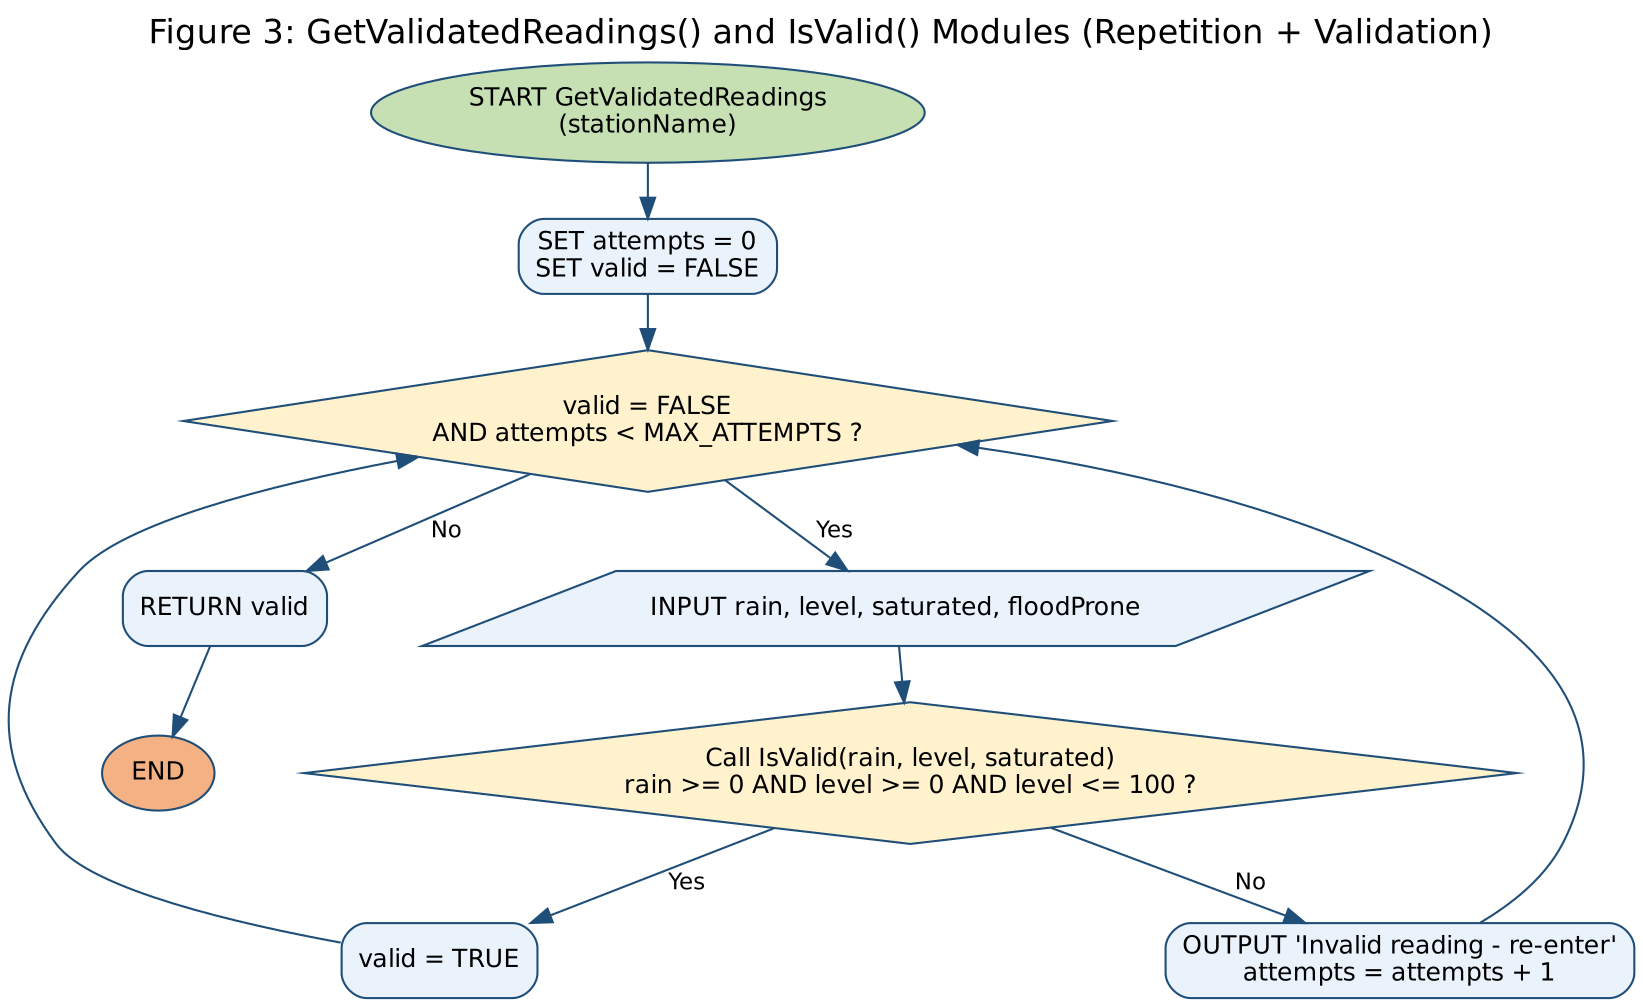 Figure 3: GetValidatedReadings() and IsValid() Modules (Repetition + Validation)
START GetValidatedReadings
(stationName)
SET attempts = 0
SET valid = FALSE
valid = FALSE
AND attempts < MAX_ATTEMPTS ?
No
Yes
RETURN valid
INPUT rain, level, saturated, floodProne
END
Call IsValid(rain, level, saturated)
rain >= 0 AND level >= 0 AND level <= 100 ?
Yes
No
valid = TRUE
OUTPUT 'Invalid reading - re-enter'
attempts = attempts + 1